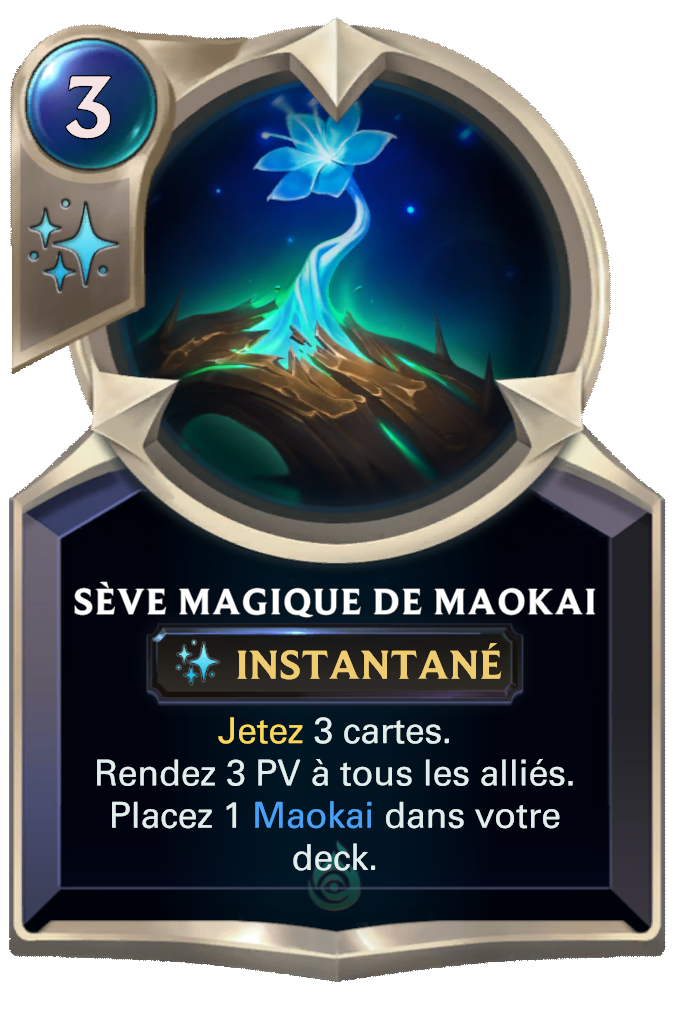 3
SÈVE MAGIQUE DE MAOKAI
INSTANTANÉ
Jetez 3 cartes.
Rendez 3 PV à tous les alliés.
Placez 1 Maokai dans votre
deck.